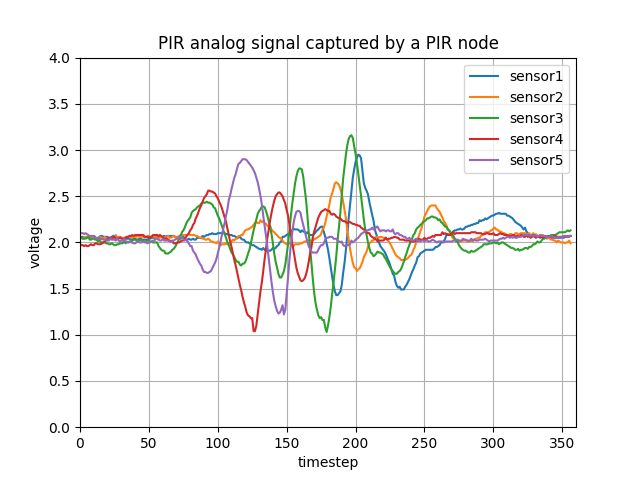 PIR analog signal captured by a PIR node
4.0
3.5
3.0
2.5
2.0
1.5
1.0
0.5
0.0
voltage
sensor1
sensor2
sensor3
sensor4
sensor5
0 50 100 150 200 250 300 350
timestep